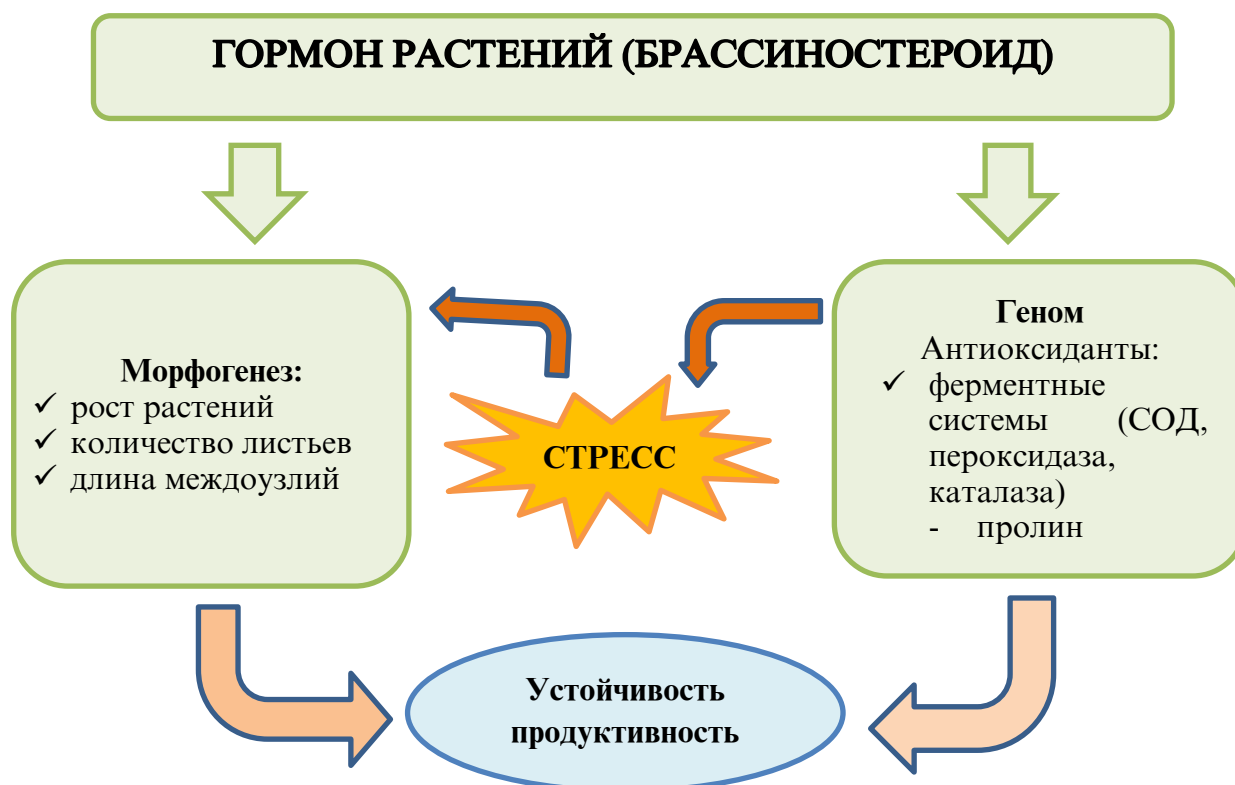 ГОРМОН РАСТЕНИЙ (БРАССИНОСТЕРОИД)
Морфогенез:
✓ рост растений
✓ количество листьев
✓ длина междоузлий
СТРЕСС
Геном
Антиоксиданты:
✓ ферментные
системы (СОД,
пероксидаза,
каталаза)
- пролин
Устойчивость
продуктивность